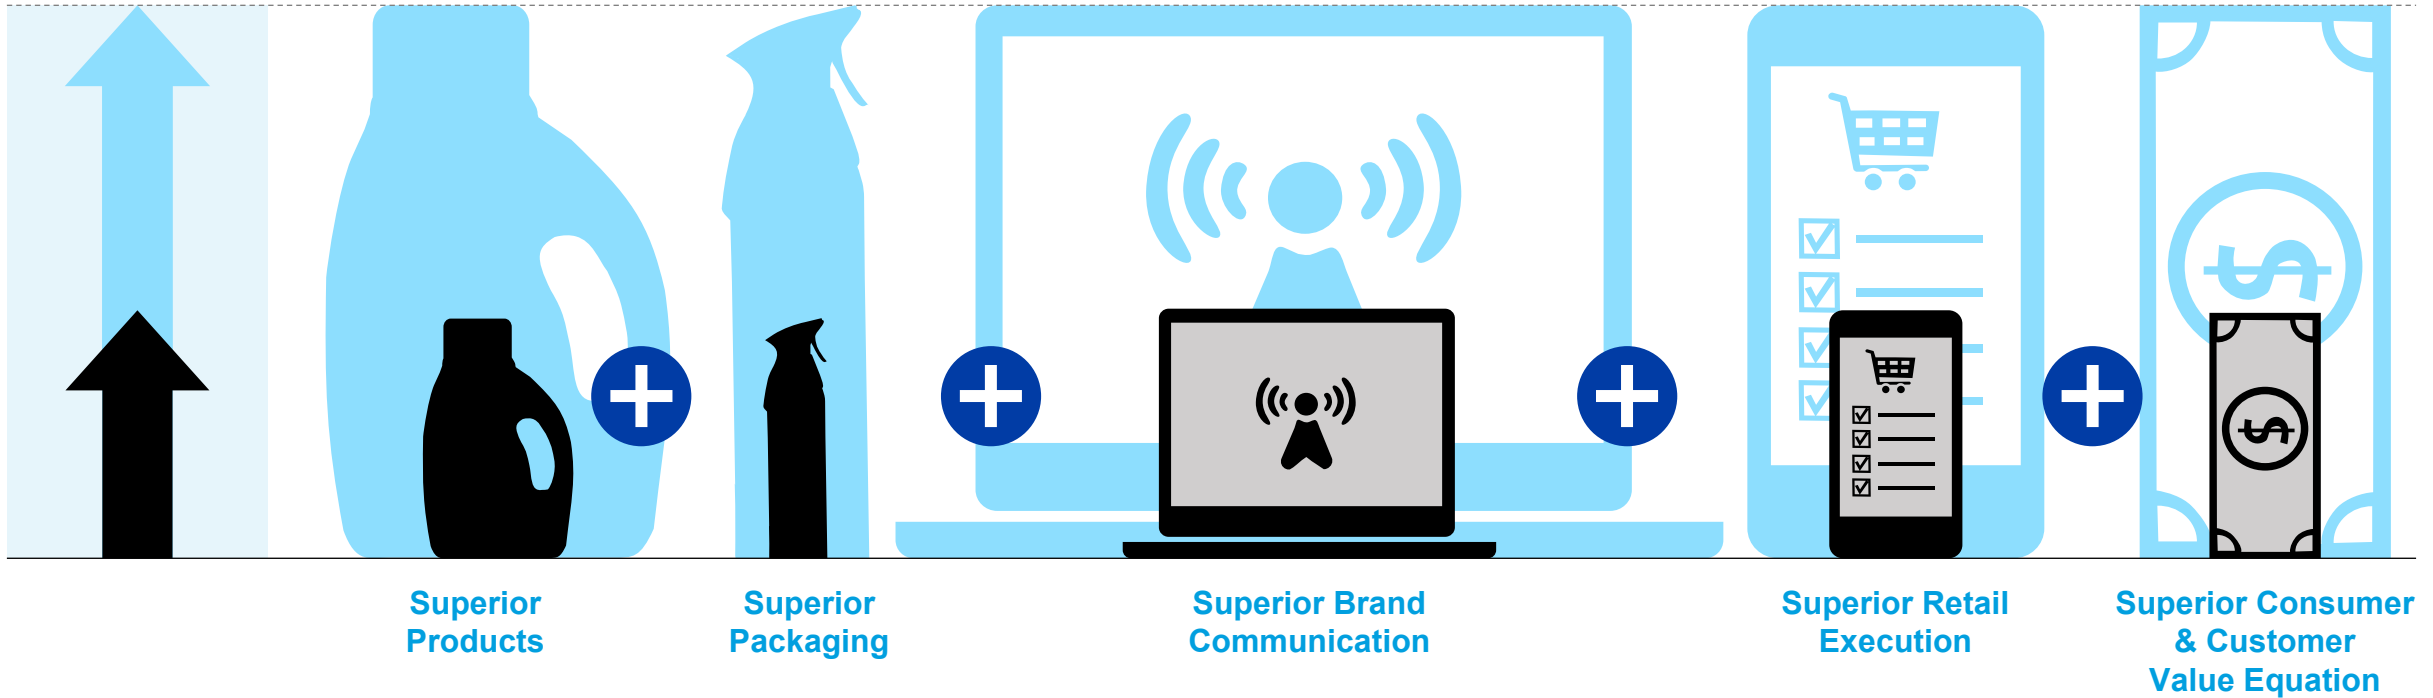 Superior
Products
Superior
Packaging
Superior Brand
Communication
Superior Retail
Execution
Superior Consumer
& Customer
Value Equation